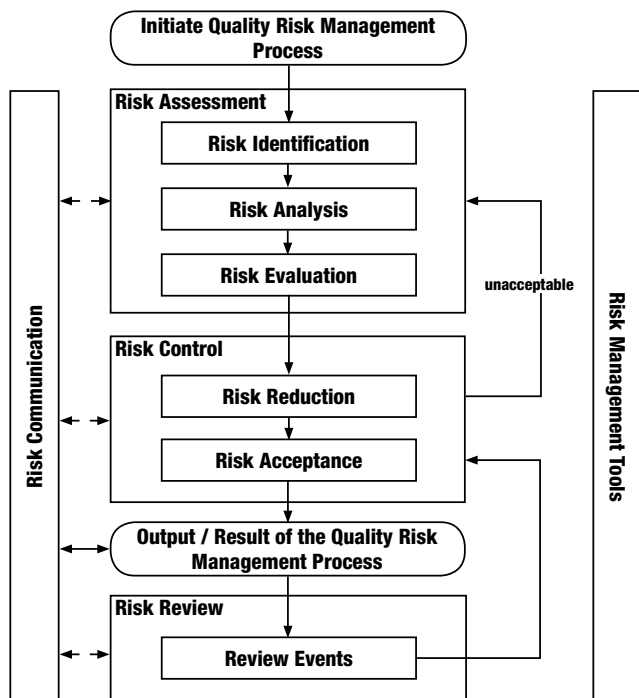 Initiate Quality Risk Management
Process
Risk Assessment
Risk Identification
Risk Analysis
Risk Evaluation
unacceptable
Risk Control
Risk Reduction
Risk Acceptance
Output / Result of the Quality Risk
Management Process
Risk Review
Review Events
Risk Communication
Risk Management Tools